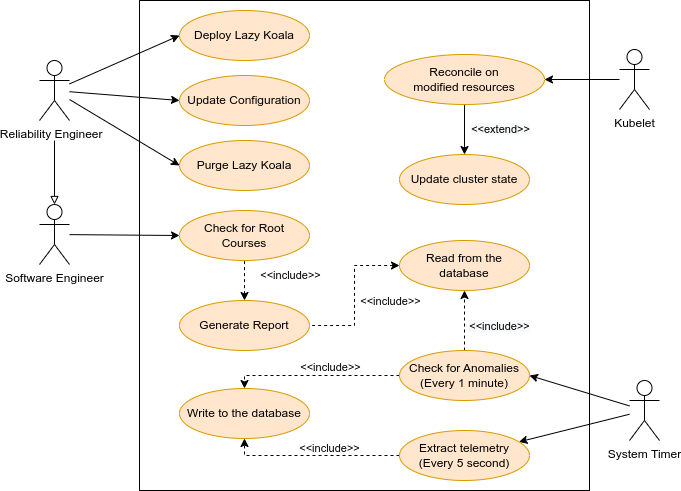 Deploy Lazy Koala
Reconcile on
modified resources
Update Configuration
Reliability Engineer
Kubelet
<<extend>>
Purge Lazy Koala
Update cluster state
Check for Root
Courses
Software Engineer
<<include>>
Read from the
database
<<include>>
Generate Report
<<include>>
<<include>>
Check for Anomalies
(Every 1 minute)
Write to the database
<<include>>
Extract telemetry
(Every 5 second)
System Timer